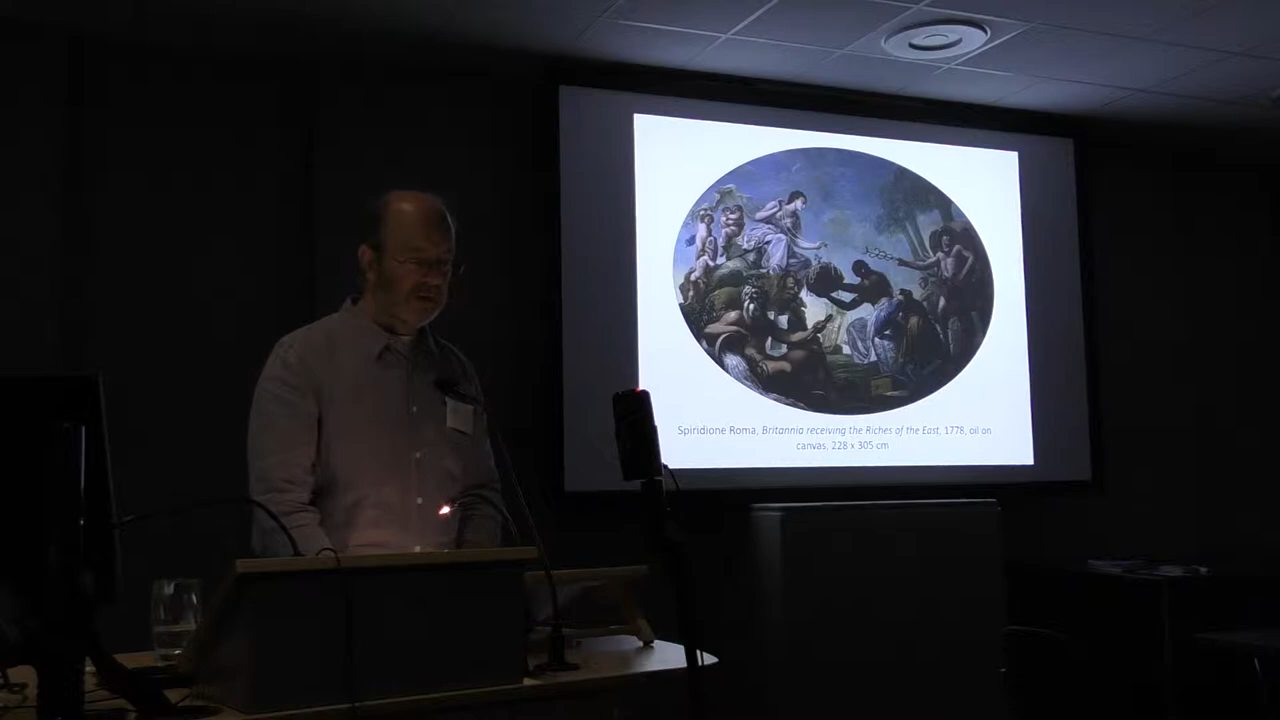 Spiridione Roma, Britannia receiving the Riches of the East, 1778, oil on
canvas, 228 x 305 cm